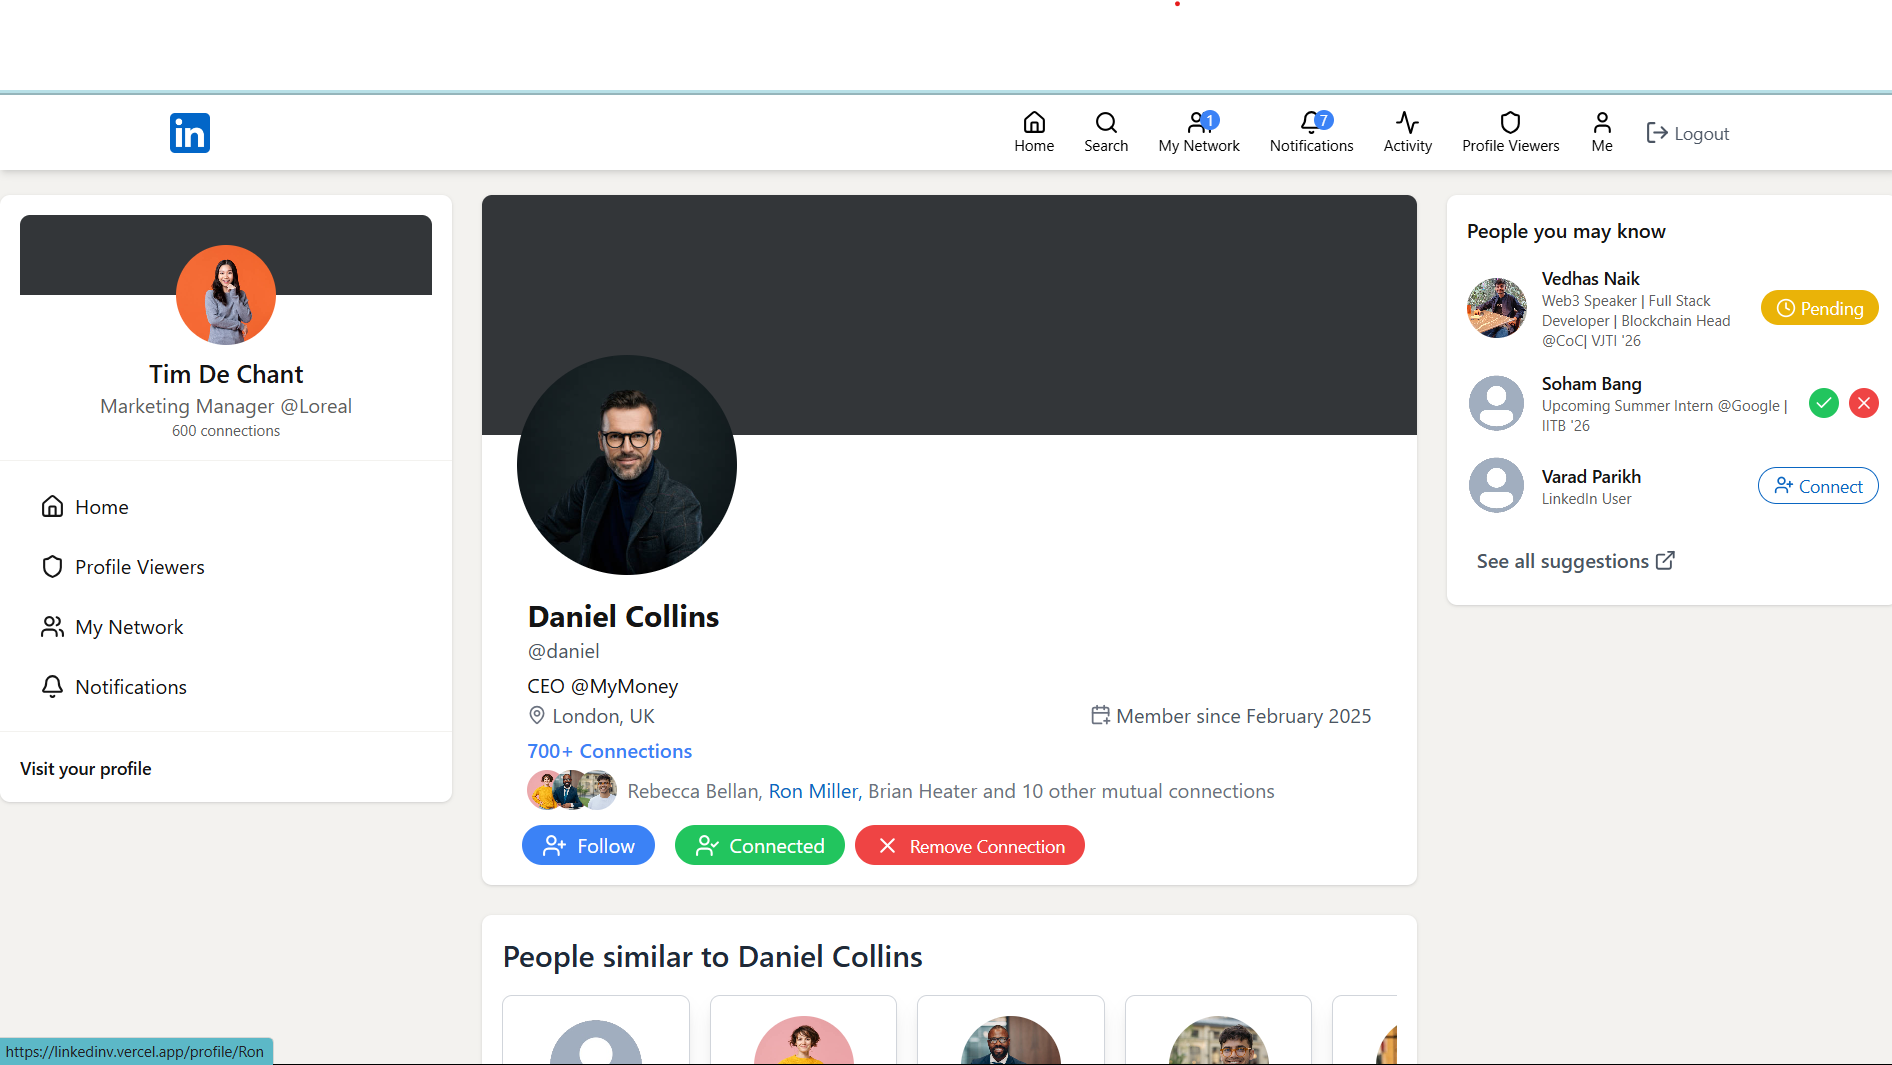 in
Home
Search
1
My Network
7
Notifications
Activity
Profile Viewers
Me
Logout
Tim De Chant
Marketing Manager @Loreal
600 connections
Home
Profile Viewers
My Network
Notifications
Visit your profile
Daniel Collins
@daniel
CEO @MyMoney
London, UK
Member since February 2025
700+ Connections
Rebecca Bellan, Ron Miller, Brian Heater and 10 other mutual connections
Follow
Connected
Remove Connection
People similar to Daniel Collins
People you may know
Vedhas Naik
Web3 Speaker | Full Stack
Developer | Blockchain Head
@CoC| VJTI '26
Pending
Soham Bang
Upcoming Summer Intern @Google |
IITB '26
Varad Parikh
LinkedIn User
Connect
See all suggestions
https://linkedinv.vercel.app/profile/Ron